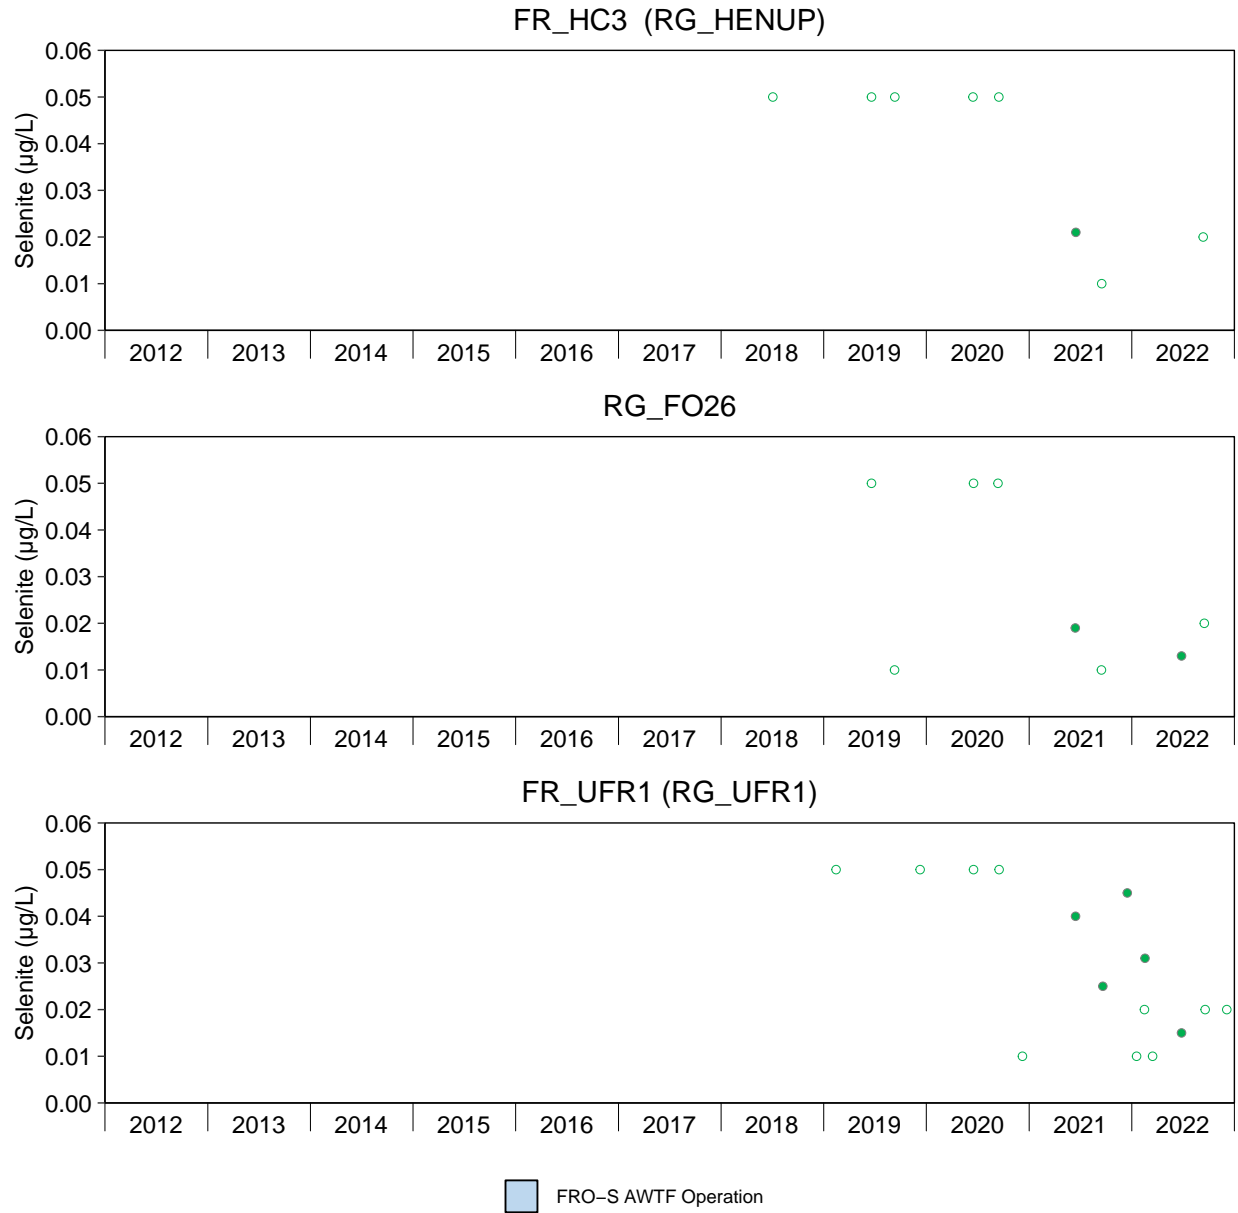 FR_HC3  (RG_HENUP)
Selenite (µg/L)
0.06
0.05
0.04
0.03
0.02
0.01
0.00
2012 2013 2014 2015 2016 2017 2018 2019 2020 2021 2022
RG_FO26
Selenite (µg/L)
0.06
0.05
0.04
0.03
0.02
0.01
0.00
2012 2013 2014 2015 2016 2017 2018 2019 2020 2021 2022
FR_UFR1 (RG_UFR1)
Selenite (µg/L)
0.06
0.05
0.04
0.03
0.02
0.01
0.00
2012 2013 2014 2015 2016 2017 2018 2019 2020 2021 2022
FRO−S AWTF Operation